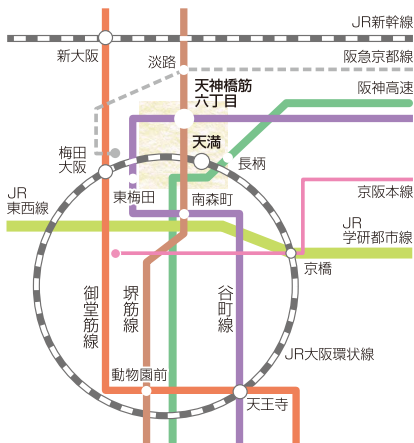 JR新幹線
新大阪
淡路
阪急京都線
天神橋筋
六丁目
阪神高速
天満
梅田
大阪
長柄
東梅田
南森町
京阪本線
JR
東西線
JR
学研都市線
京橋
御堂筋線
堺筋線
谷町線
JR大阪環状線
動物園前
天王寺